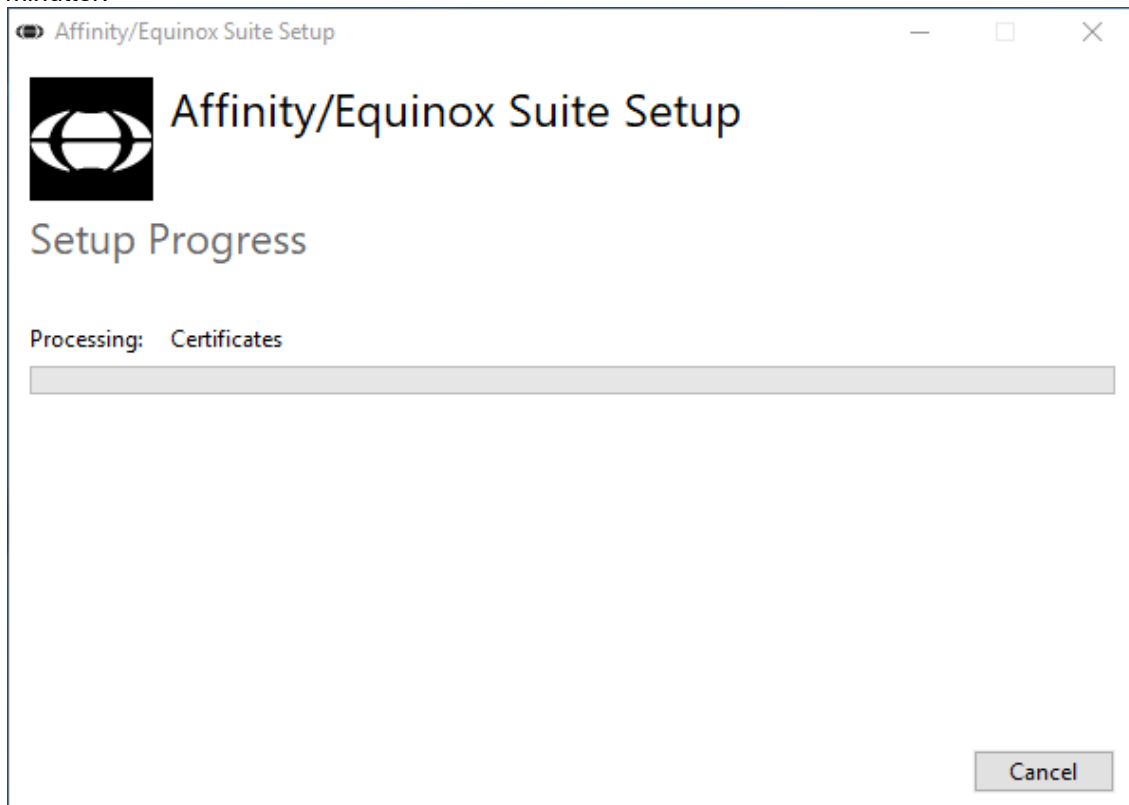 Affinity/Equinox Suite Setup
Affinity/Equinox Suite Setup
Setup Progress
Processing: Certificates
Cancel